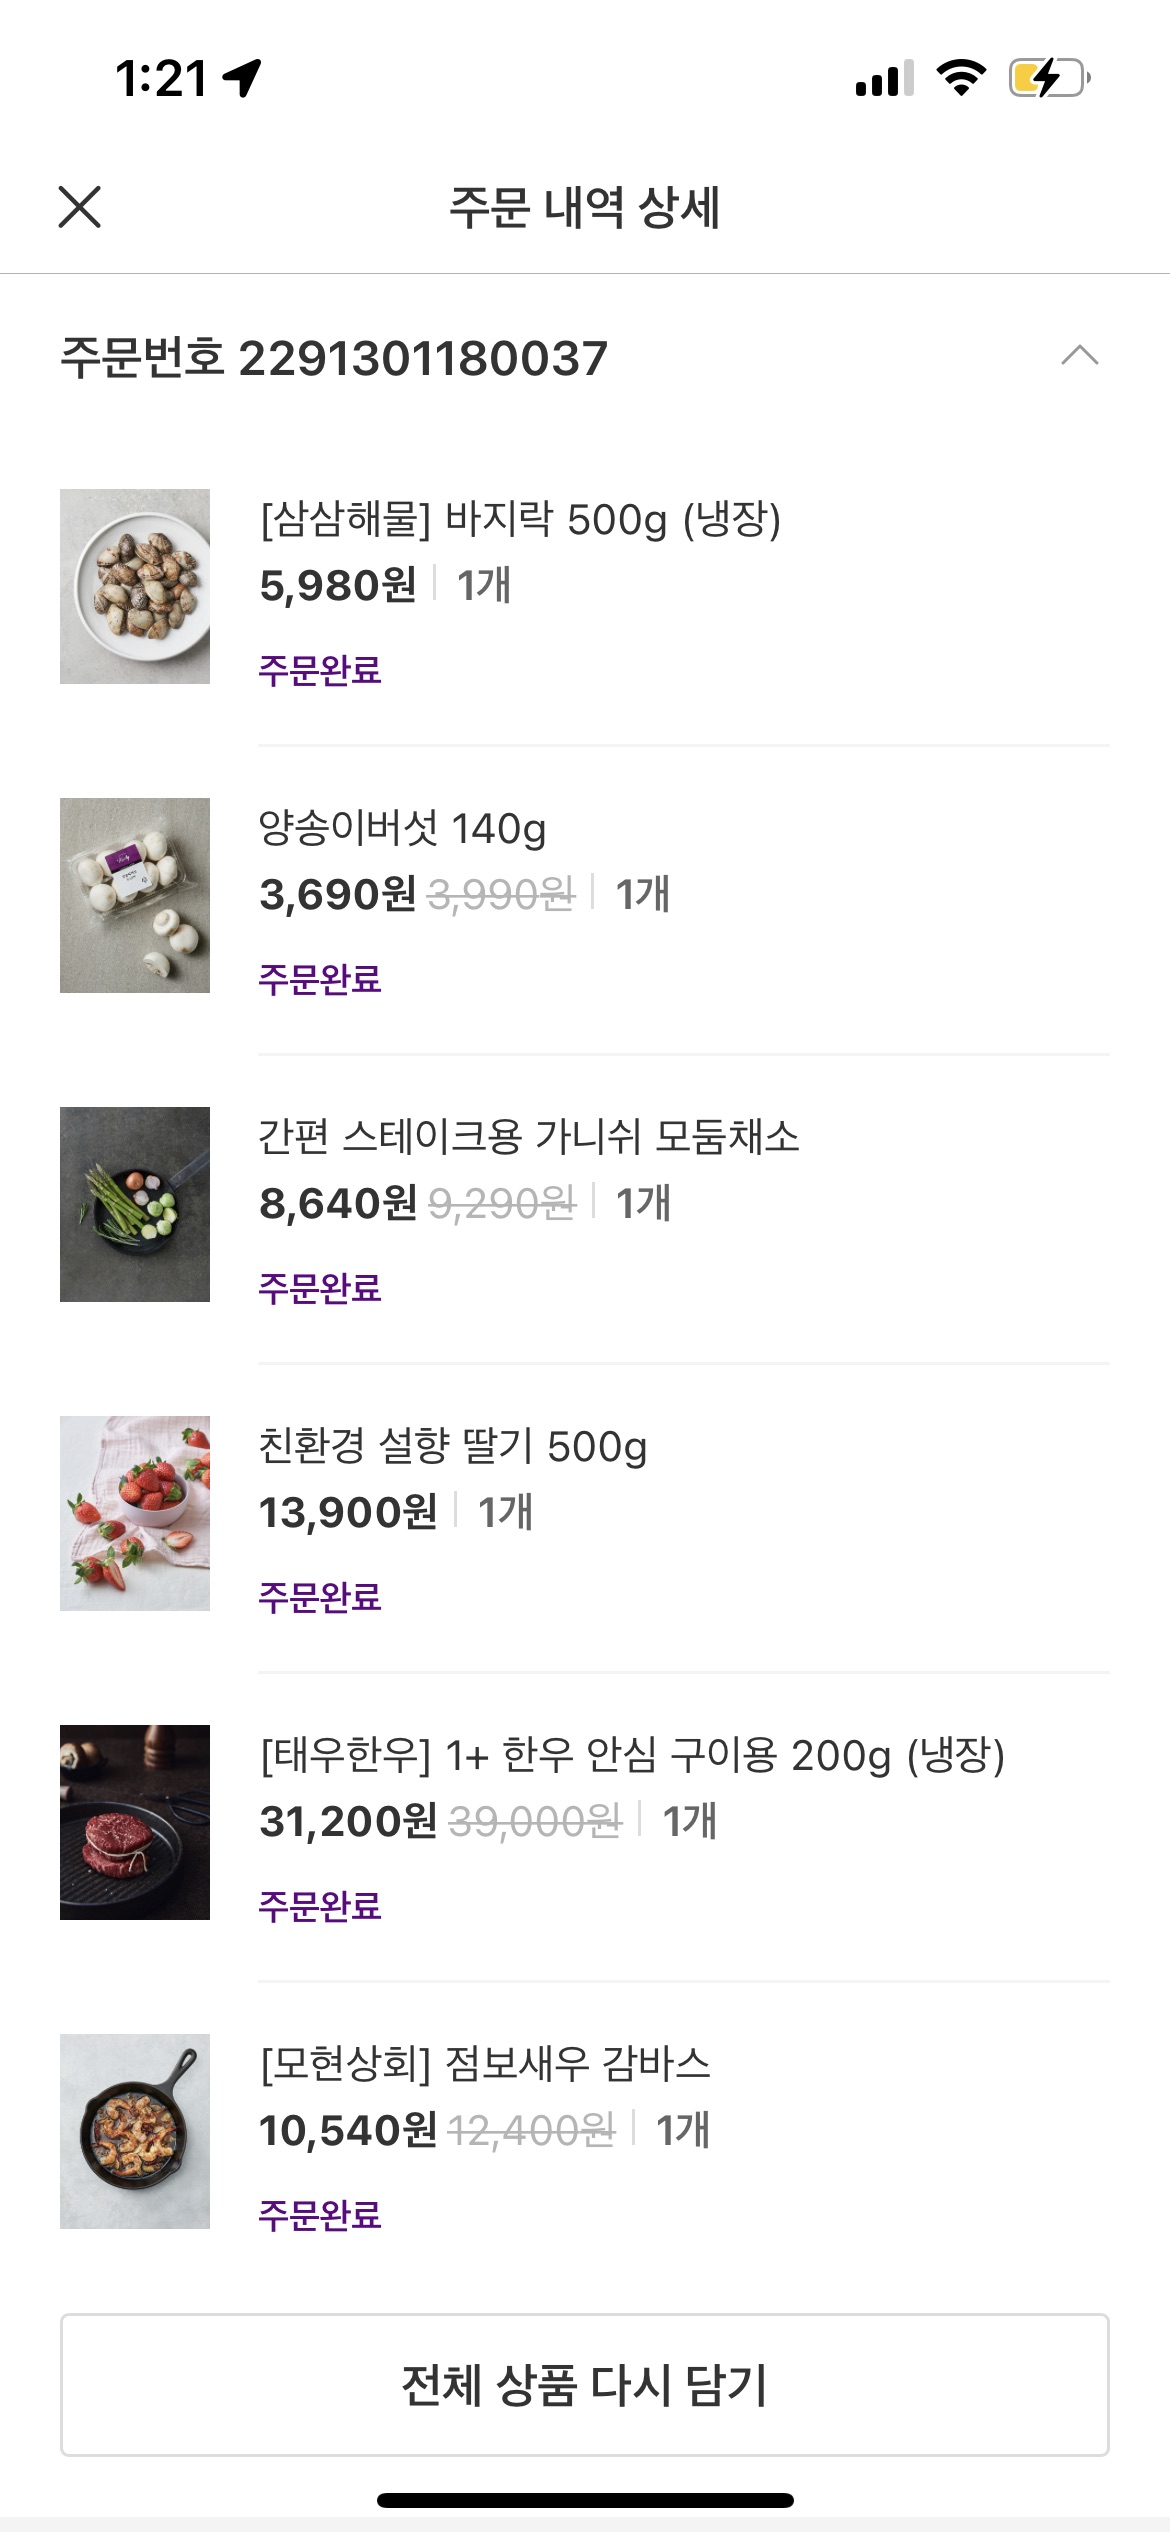 1:21
주문 내역 상세
주문번호 2291301180037
[삼삼해물] 바지락 500g (냉장)
5,980원 1개
주문완료
양송이버섯 140g
3,690원 3,990원 1개
주문완료
간편 스테이크용 가니쉬 모둠채소
8,640원 9,290원 1개
주문완료
친환경 설향 딸기 500g
13,900원 1개
주문완료
[태우한우] 1+ 한우 안심 구이용 200g (냉장)
31,200원 39,000원 1개
주문완료
[모현상회] 점보새우 감바스
10,540원 12,400원 1개
주문완료
전체 상품 다시 담기